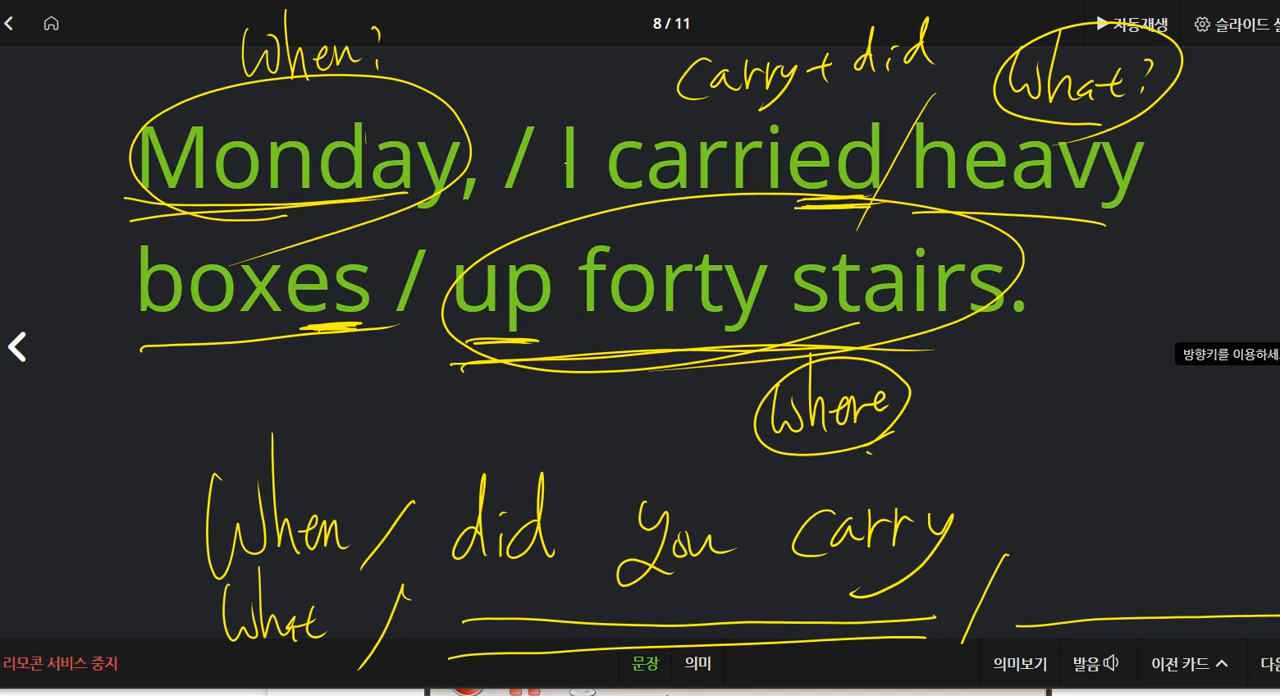 8 / 11
▶ 자동재생
슬라이드
When?
carry + did
What?
Monday, / I carried heavy
boxes / up forty stairs.
방향키를 이용하세
Where
When / did you carry /
What /
리모콘 서비스 중지
문장
의미
의미보기
발음
이전 카드